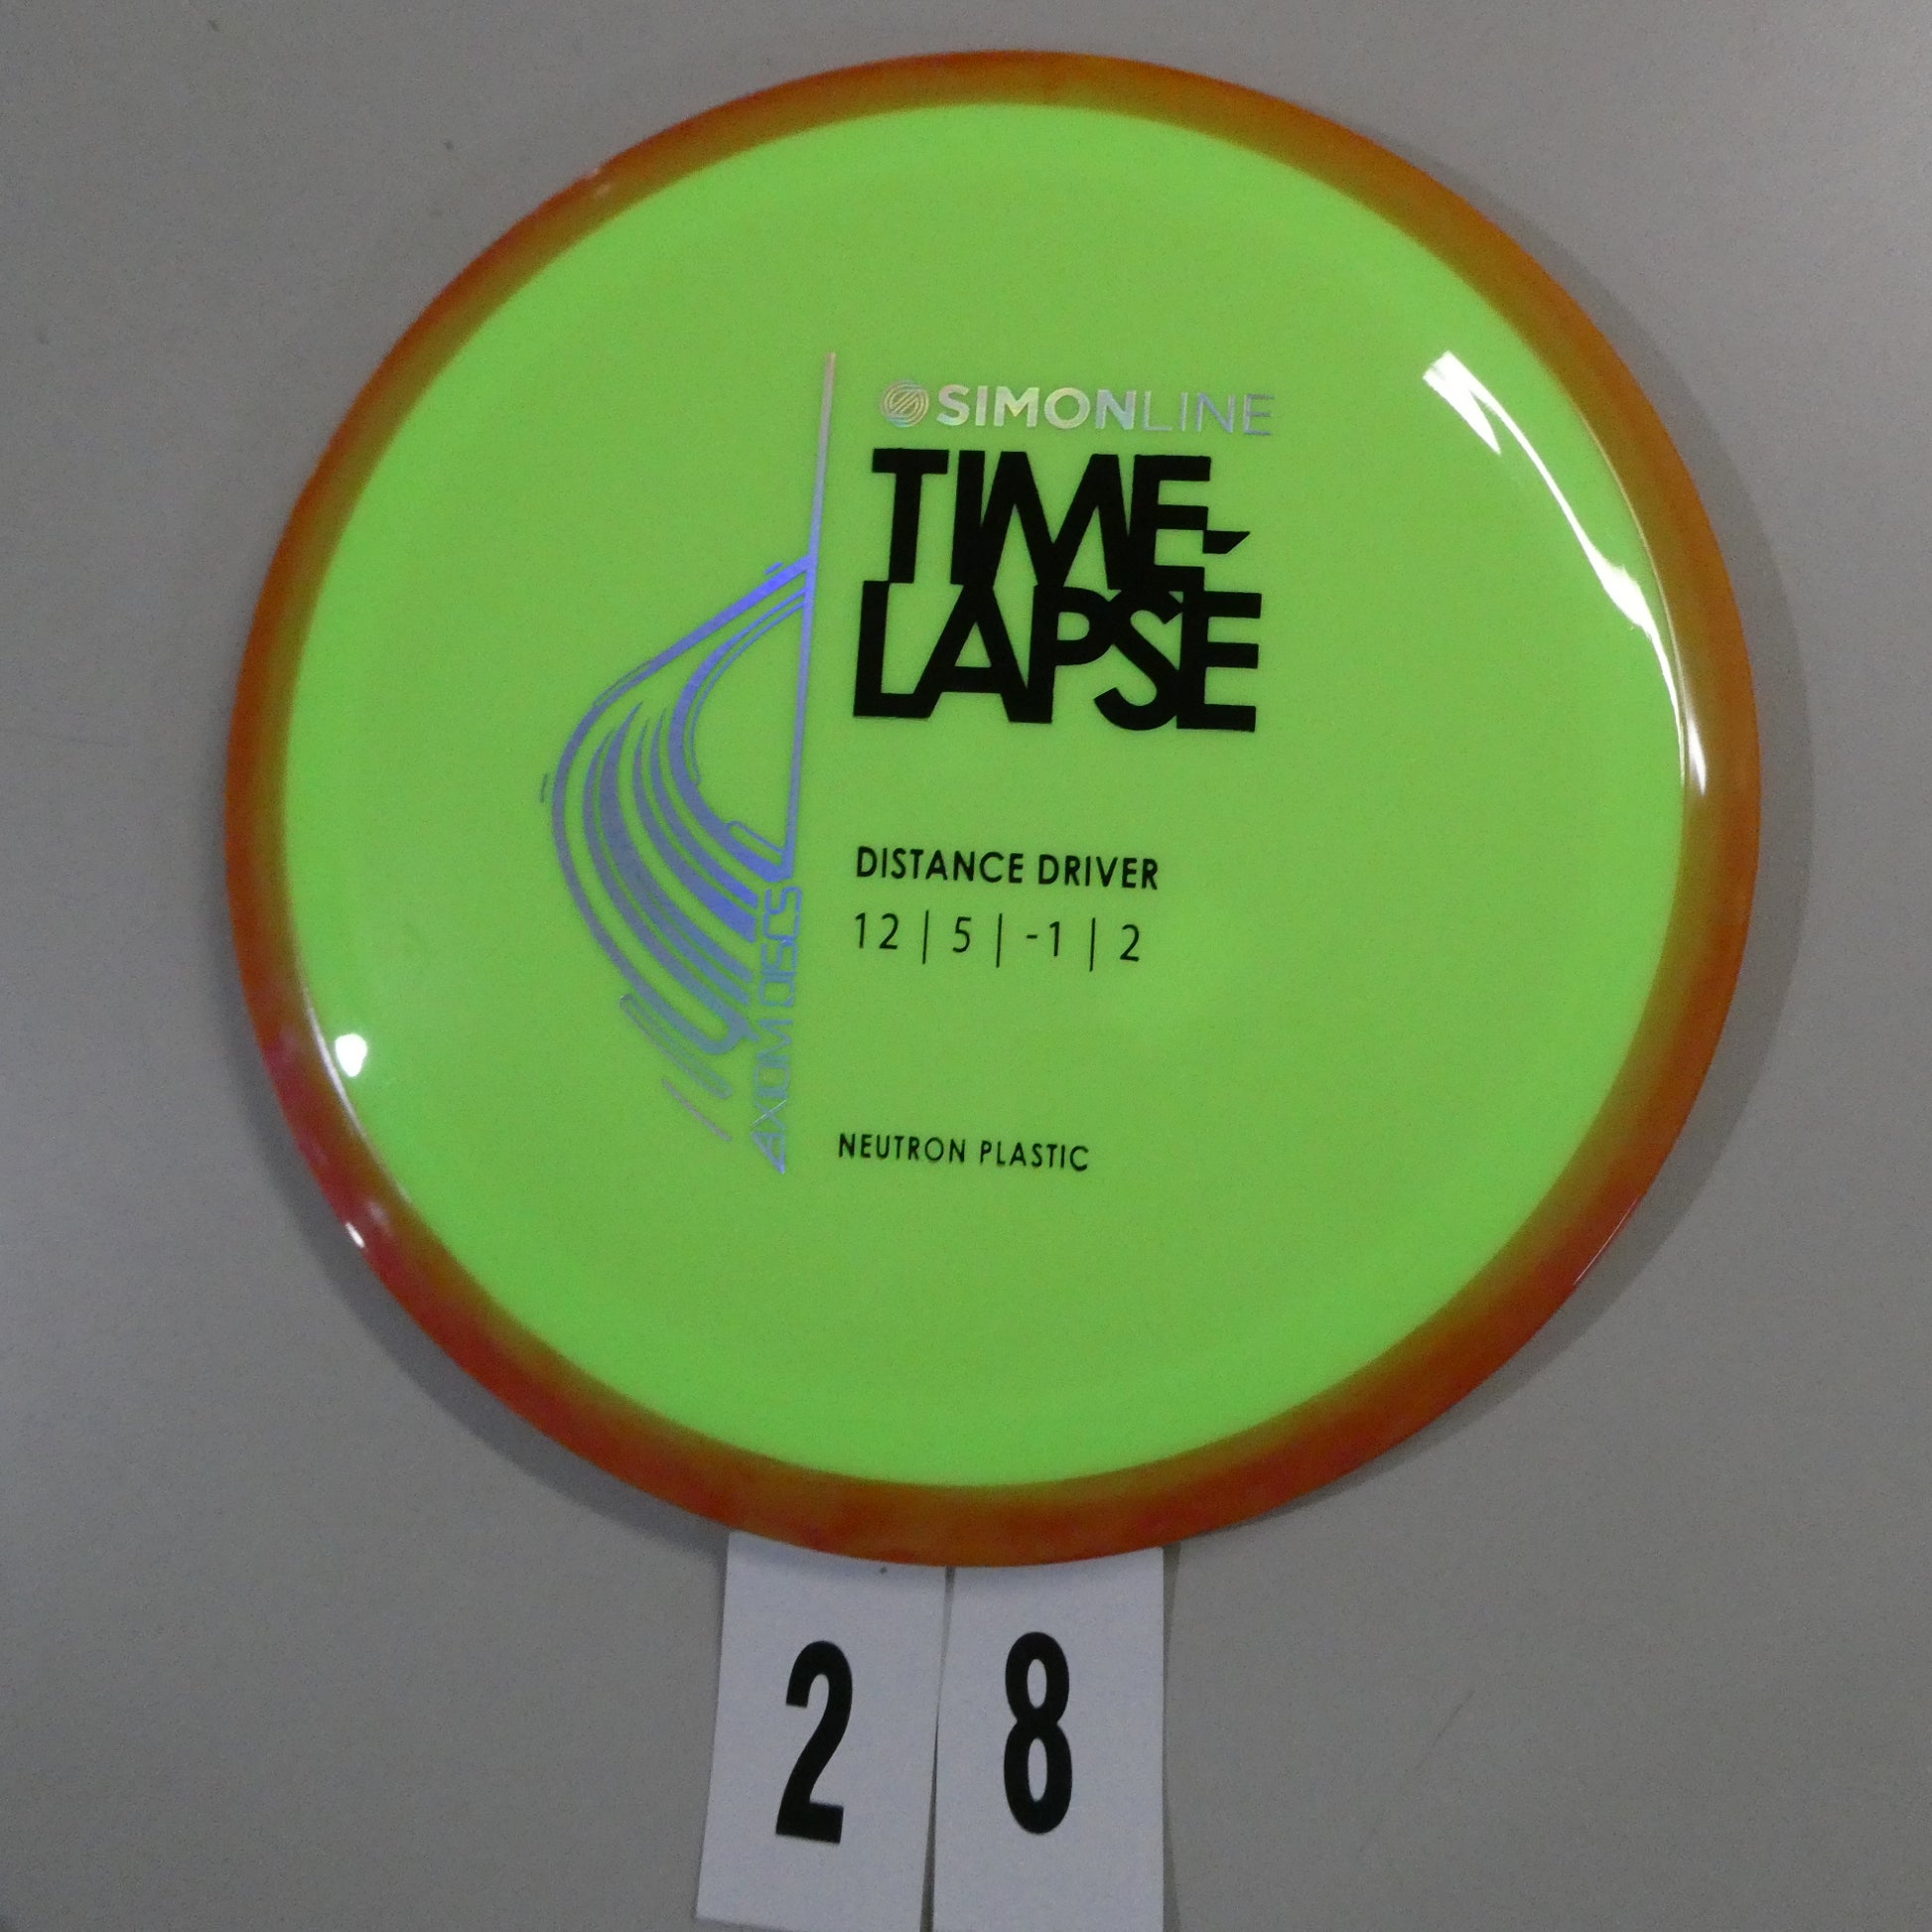 SIMONLINE
TIME-
LAPSE
DISTANCE DRIVER
12 | 5 | -1 | 2
AXIOM DISCS
NEUTRON PLASTIC
2 8